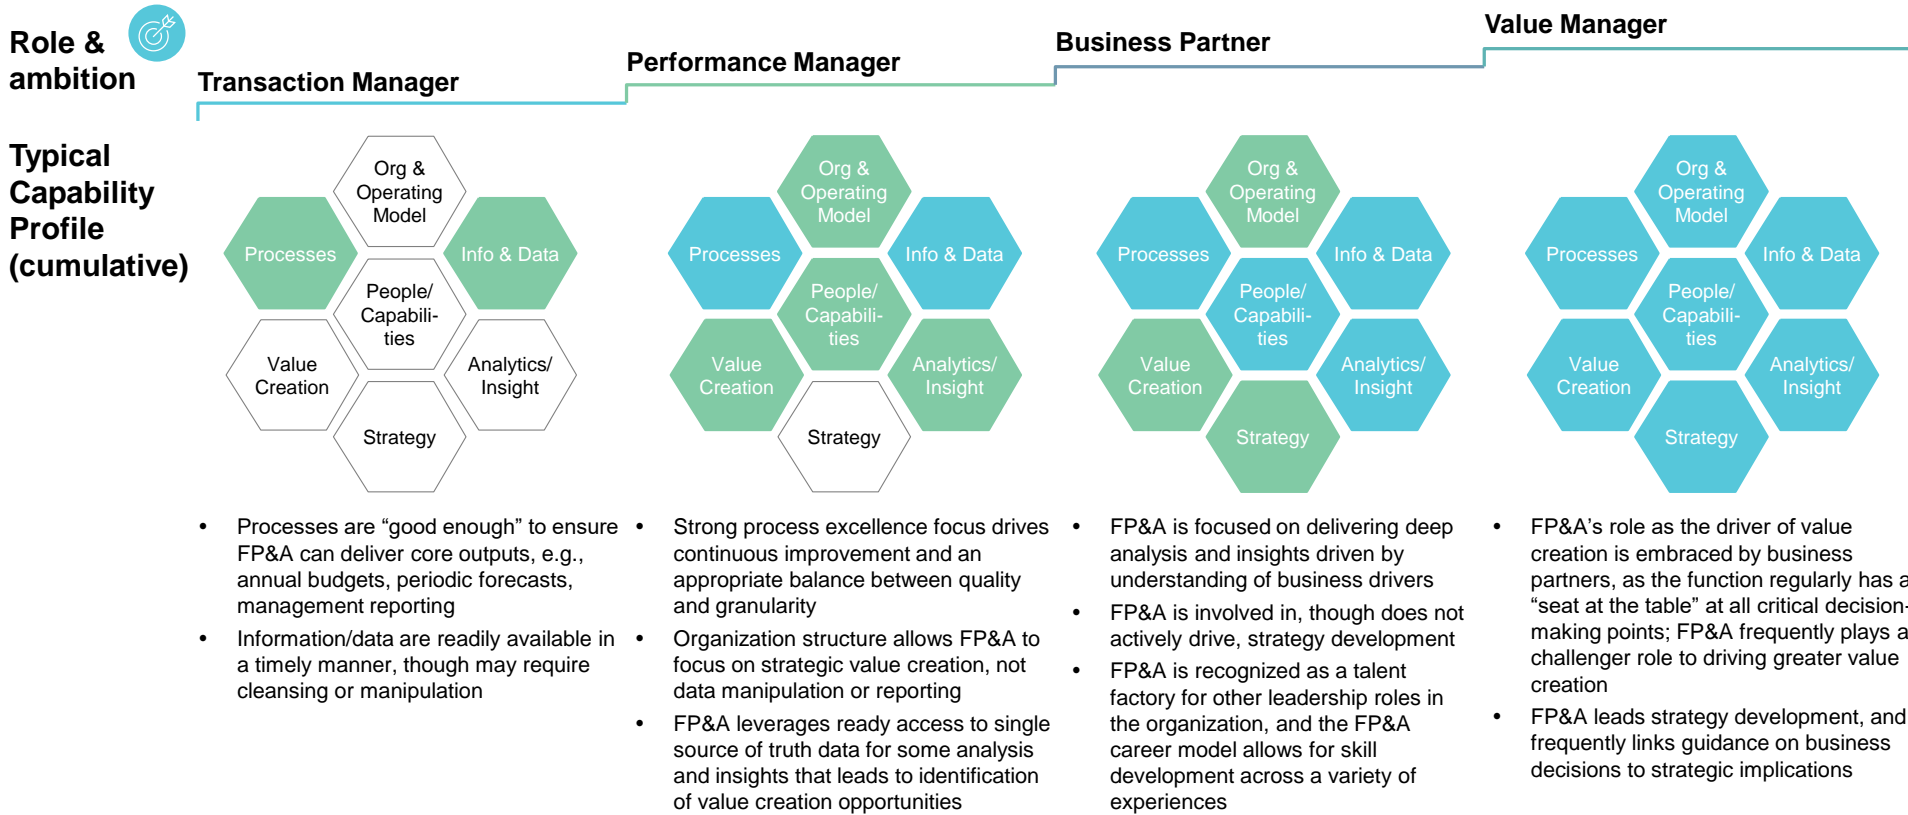 Role &
ambition
Transaction Manager
Performance Manager
Business Partner
Value Manager
Typical
Capability
Profile
(cumulative)
Org &
Operating
Model
Processes
Info & Data
People/
Capabili-
ties
Value
Creation
Analytics/
Insight
Strategy
Org &
Operating
Model
Processes
Info & Data
People/
Capabili-
ties
Value
Creation
Analytics/
Insight
Strategy
Org &
Operating
Model
Processes
Info & Data
People/
Capabili-
ties
Value
Creation
Analytics/
Insight
Strategy
Org &
Operating
Model
Processes
Info & Data
People/
Capabili-
ties
Value
Creation
Analytics/
Insight
Strategy
• Processes are “good enough” to ensure
FP&A can deliver core outputs, e.g.,
annual budgets, periodic forecasts,
management reporting
• Information/data are readily available in
a timely manner, though may require
cleansing or manipulation
• Strong process excellence focus drives
continuous improvement and an
appropriate balance between quality
and granularity
• Organization structure allows FP&A to
focus on strategic value creation, not
data manipulation or reporting
• FP&A leverages ready access to single
source of truth data for some analysis
and insights that leads to identification
of value creation opportunities
• FP&A is focused on delivering deep
analysis and insights driven by
understanding of business drivers
• FP&A is involved in, though does not
actively drive, strategy development
• FP&A is recognized as a talent
factory for other leadership roles in
the organization, and the FP&A
career model allows for skill
development across a variety of
experiences
• FP&A’s role as the driver of value
creation is embraced by business
partners, as the function regularly has a
“seat at the table” at all critical decision-
making points; FP&A frequently plays a
challenger role to driving greater value
creation
• FP&A leads strategy development, and
frequently links guidance on business
decisions to strategic implications